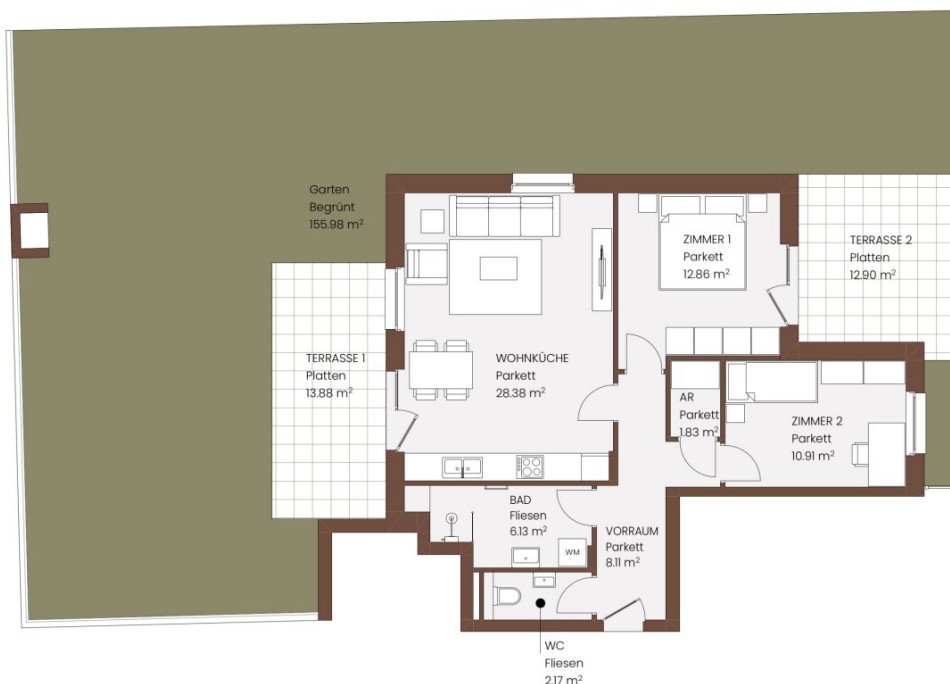 Garten
Begrünt
155.98 m²
ZIMMER 1
Parkett
12.86 m²
TERRASSE 2
Platten
12.90 m²
TERRASSE 1
Platten
13.88 m²
WOHNKÜCHE
Parkett
28.38 m²
AR
Parkett
1.83 m²
ZIMMER 2
Parkett
10.91 m²
BAD
Fliesen
6.13 m²
WM
VORRAUM
Parkett
8.11 m²
WC
Fliesen
2.17 m²